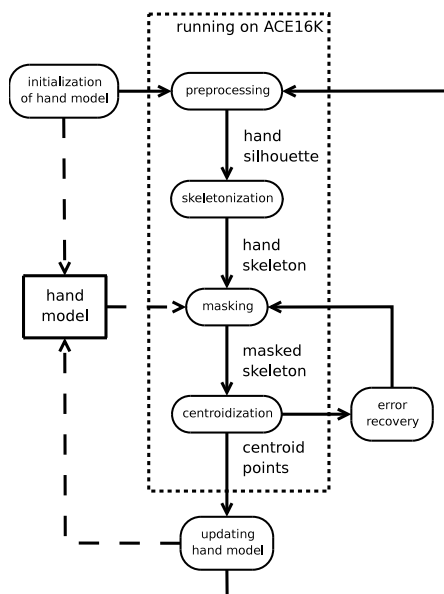 running on ACE16K
initialization
of hand model
preprocessing
hand
silhouette
skeletonization
hand
skeleton
hand
model
masking
masked
skeleton
centroidization
error
recovery
centroid
points
updating
hand model